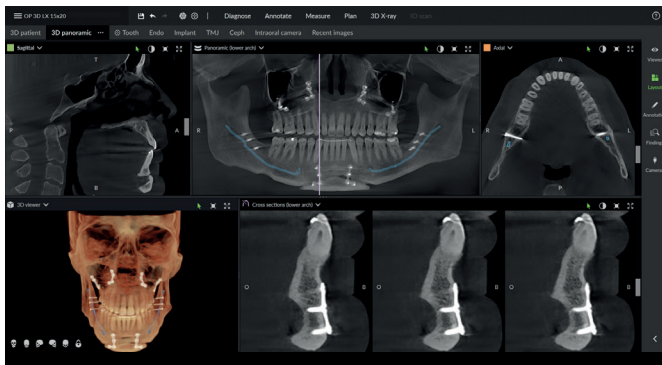 OP 3D LX 15x20 Diagnose Annotate Measure Plan 3D X-ray 3D scan
3D patient 3D panoramic ... Tooth Endo Implant TMJ Ceph Intraoral camera Recent images
Sagittal Panoramic (lower arch) Axial
T A
P A R L R L
B P
Viewer
Layout
Annotate
Finding
Camera
3D viewer Cross sections (lower arch)
O B O B O B